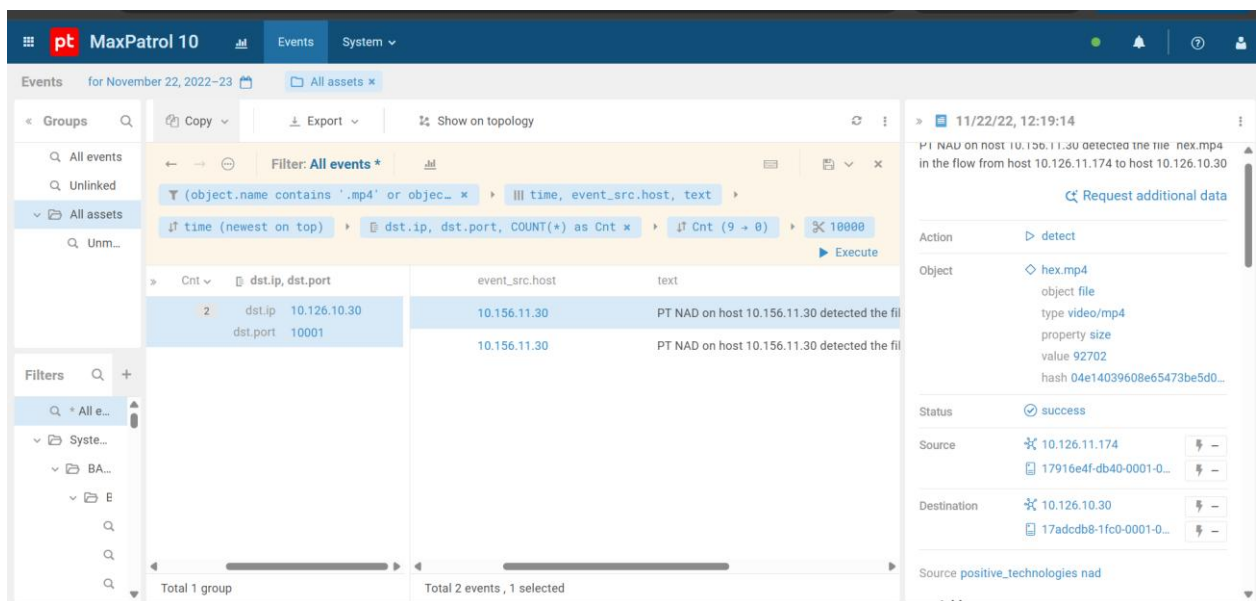 pt MaxPatrol 10 Events System
Events for November 22, 2022–23 All assets ×
« Groups
All events
Unlinked
All assets
Unm...
Filters +
* All e...
Syste...
BA...
B
Copy Export Show on topology
Filter: All events *
(object.name contains '.mp4' or objec… × time, event_src.host, text
time (newest on top) dst.ip, dst.port, COUNT(*) as Cnt × Cnt (9 → 0) 10000
Execute
» Cnt dst.ip, dst.port event_src.host text
2 dst.ip 10.126.10.30 10.156.11.30 PT NAD on host 10.156.11.30 detected the fil
dst.port 10001
10.156.11.30 PT NAD on host 10.156.11.30 detected the fil
Total 1 group Total 2 events , 1 selected
» 11/22/22, 12:19:14
PT NAD on host 10.156.11.30 detected the file hex.mp4
in the flow from host 10.126.11.174 to host 10.126.10.30
Request additional data
Action detect
Object hex.mp4
object file
type video/mp4
property size
value 92702
hash 04e14039608e65473be5d0...
Status success
Source 10.126.11.174 –
17916e4f-db40-0001-0... –
Destination 10.126.10.30 –
17adcdb8-1fc0-0001-0... –
Source positive_technologies nad